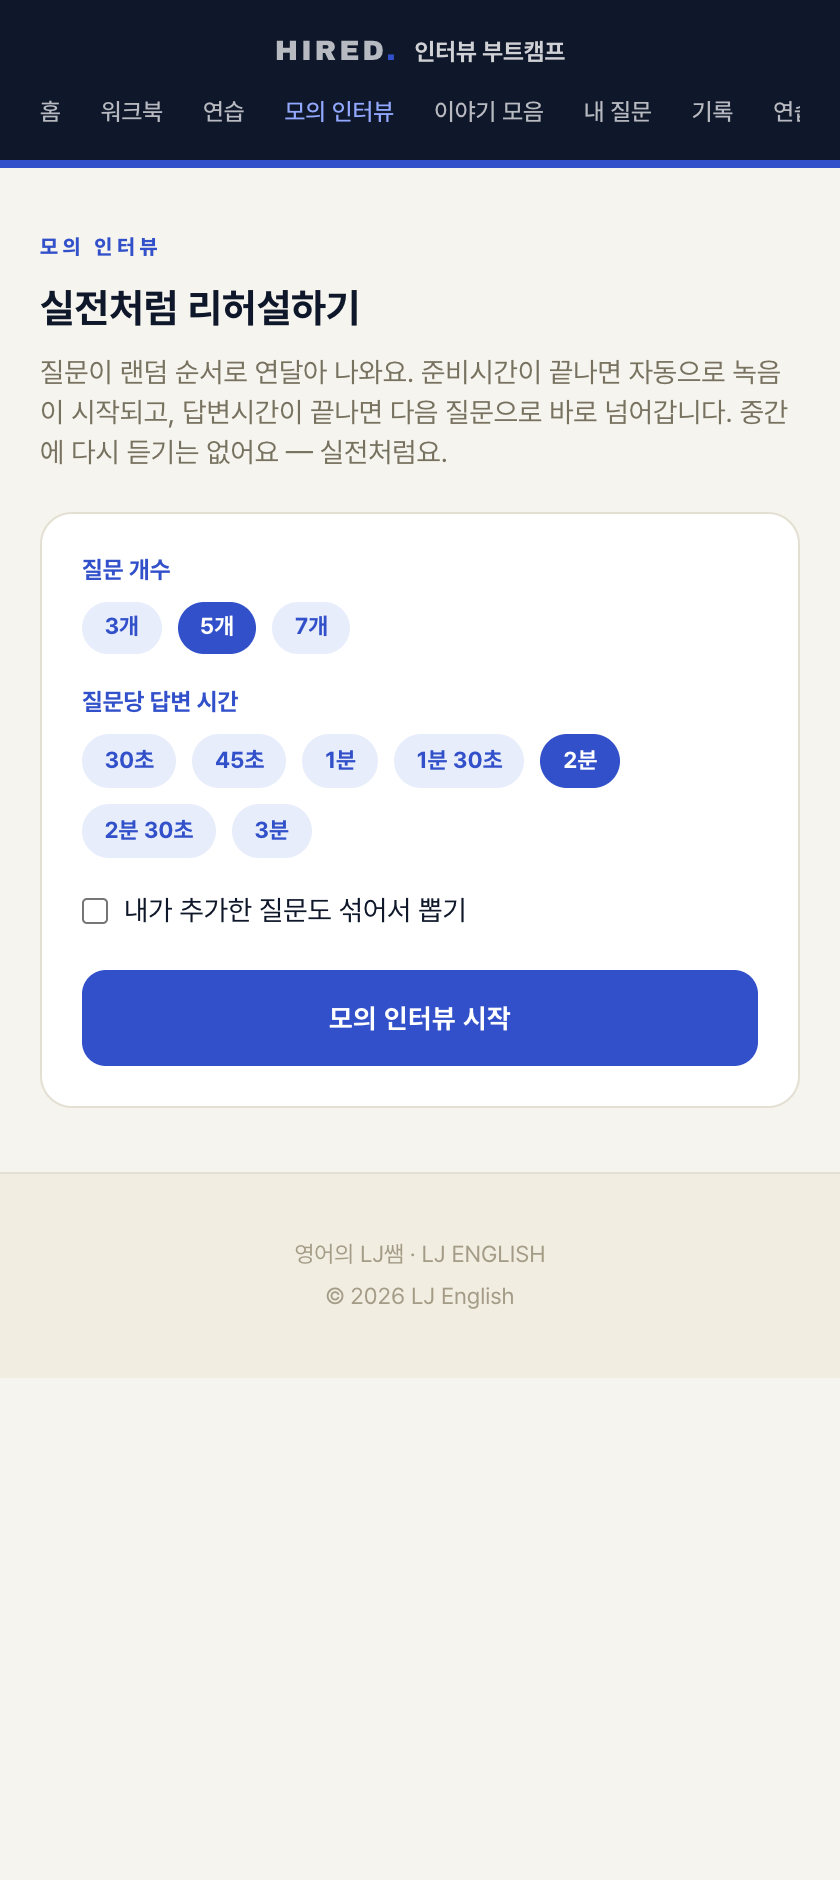 HIRED. 인터뷰 부트캠프
홈 워크북 연습 모의 인터뷰 이야기 모음 내 질문 기록
모의 인터뷰
실전처럼 리허설하기
질문이 랜덤 순서로 연달아 나와요. 준비시간이 끝나면 자동으로 녹음
이 시작되고, 답변시간이 끝나면 다음 질문으로 바로 넘어갑니다. 중간
에 다시 듣기는 없어요 — 실전처럼요.
질문 개수
3개 5개 7개
질문당 답변 시간
30초 45초 1분 1분 30초 2분
2분 30초 3분
내가 추가한 질문도 섞어서 뽑기
모의 인터뷰 시작
영어의 LJ쌤 · LJ ENGLISH
© 2026 LJ English